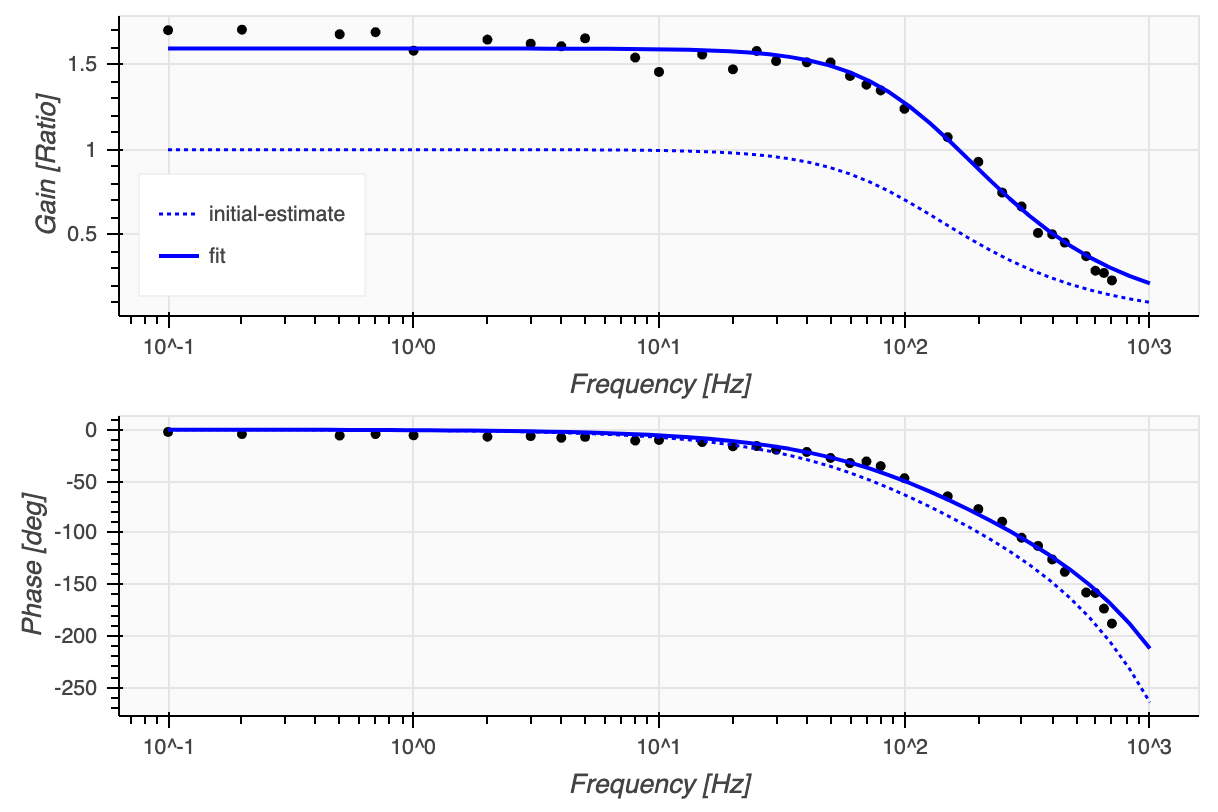 Gain [Ratio]
1.5
1
0.5
initial-estimate
fit
10^-1 10^0 10^1 10^2 10^3
Frequency [Hz]
Phase [deg]
0
-50
-100
-150
-200
-250
10^-1 10^0 10^1 10^2 10^3
Frequency [Hz]